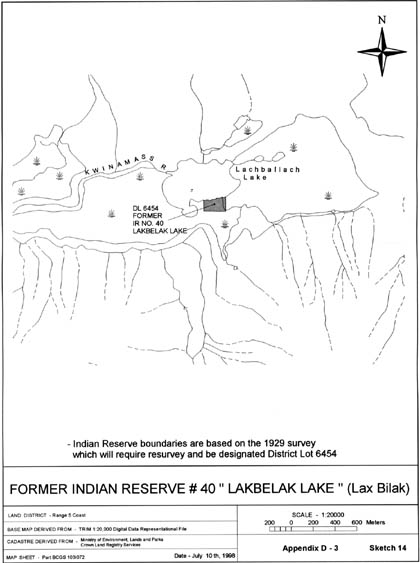 N
KWINAMASS R.
Lachballach
Lake
DL 6454
FORMER
IR NO. 40
LAKBELAK LAKE
- Indian Reserve boundaries are based on the 1929 survey
which will require resurvey and be designated District Lot 6454
FORMER INDIAN RESERVE # 40 " LAKBELAK LAKE " (Lax Bilak)
LAND DISTRICT - Range 5 Coast
BASE MAP DERIVED FROM - TRIM 1:20,000 Digital Data Representational File
CADASTRE DERIVED FROM - Ministry of Environment, Lands and Parks
Crown Land Registry Services
MAP SHEET - Part BCGS 103I/072
Date - July 10th, 1998
SCALE - 1:20000
200 0 200 400 600 Meters
Appendix D - 3 Sketch 14